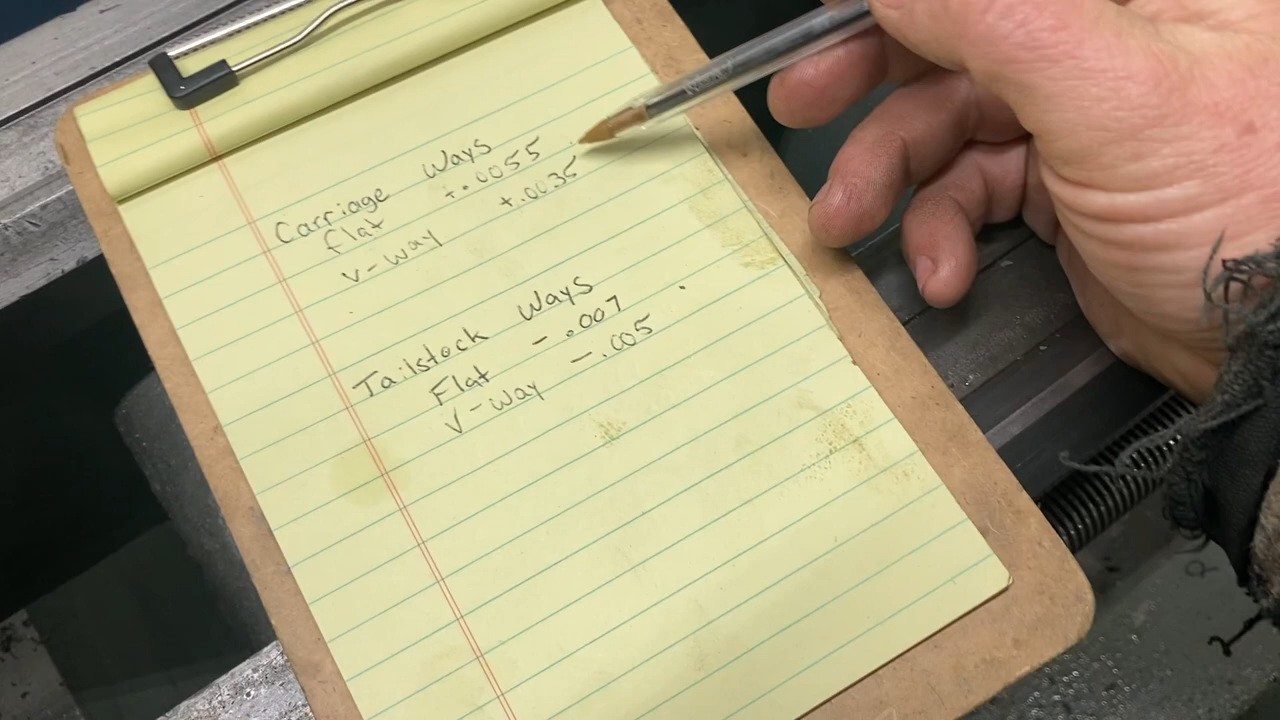 Carriage Ways
flat +.0055
v-way +.0035
Tailstock Ways
Flat -.007
V-way -.005